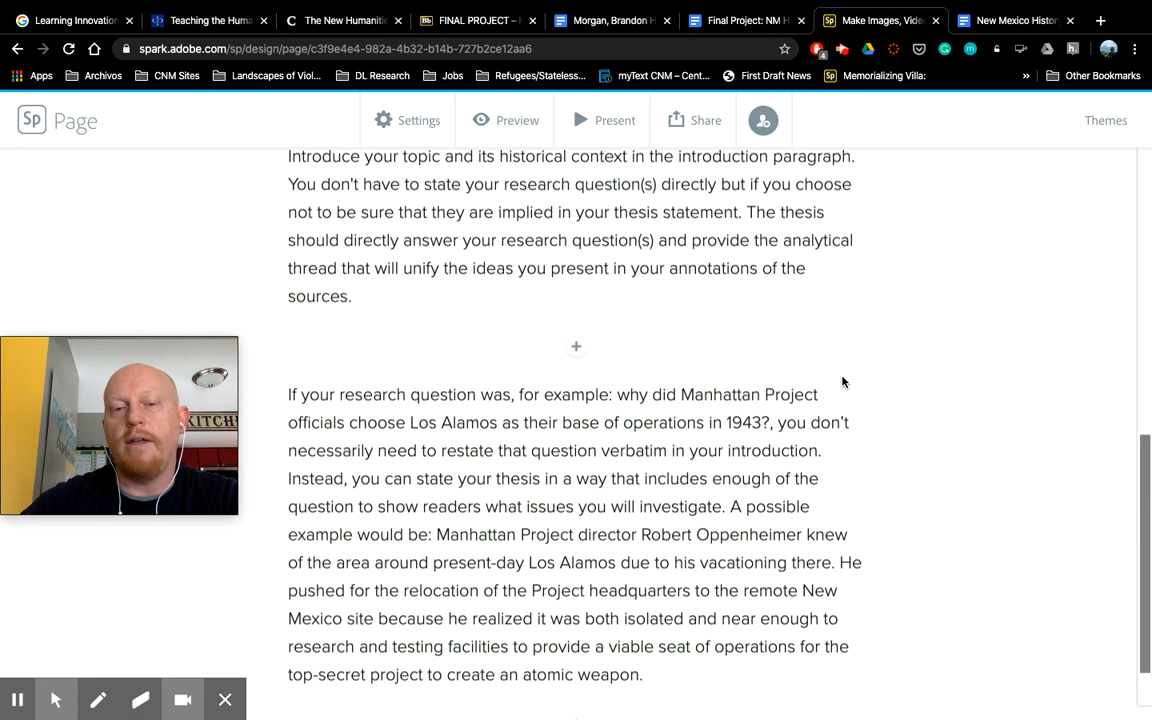 Learning Innovation
Teaching the Huma
The New Humaniti
Bb FINAL PROJECT –
Morgan, Brandon H
Final Project: NM H
Sp Make Images, Vide
New Mexico Histor
spark.adobe.com/sp/design/page/c3f9e4e4-982a-4b32-b14b-727b2ce12aa6
4
Apps
Archivos
CNM Sites
Landscapes of Viol...
DL Research
Jobs
Refugees/Stateless...
myText CNM – Cent...
First Draft News
Sp Memorializing Villa:
»
Other Bookmarks
Sp Page
Settings
Preview
Present
Share
Themes
Introduce your topic and its historical context in the introduction paragraph.
You don't have to state your research question(s) directly but if you choose
not to be sure that they are implied in your thesis statement. The thesis
should directly answer your research question(s) and provide the analytical
thread that will unify the ideas you present in your annotations of the
sources.
If your research question was, for example: why did Manhattan Project
officials choose Los Alamos as their base of operations in 1943?, you don't
necessarily need to restate that question verbatim in your introduction.
Instead, you can state your thesis in a way that includes enough of the
question to show readers what issues you will investigate. A possible
example would be: Manhattan Project director Robert Oppenheimer knew
of the area around present-day Los Alamos due to his vacationing there. He
pushed for the relocation of the Project headquarters to the remote New
Mexico site because he realized it was both isolated and near enough to
research and testing facilities to provide a viable seat of operations for the
top-secret project to create an atomic weapon.
KITCH